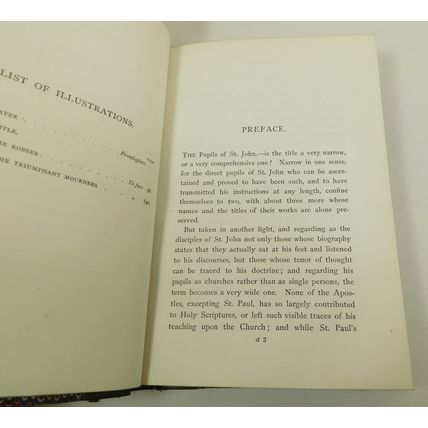 LIST OF ILLUSTRATIONS.
AVER . . . . . . . . Frontispiece
TLE.
HE ROBBER . . . . . . To face 56
HE TRIUMPHANT MOURNERS . . . . " 140
PREFACE.
THE Pupils of St. John,—is the title a very narrow,
or a very comprehensive one? Narrow in one sense,
for the direct pupils of St. John who can be ascer-
tained and proved to have been such, and to have
transmitted his instructions at any length, confine
themselves to two, with about three more whose
names and the titles of their works are alone pre-
served.
But taken in another light, and regarding as the
disciples of St. John not only those whose biography
states that they actually sat at his feet and listened
to his discourses, but those whose tenor of thought
can be traced to his doctrine; and regarding his
pupils as churches rather than as single persons, the
term becomes a very wide one. None of the Apos-
tles, excepting St. Paul, has so largely contributed
to Holy Scriptures, or left such visible traces of his
teaching upon the Church; and while St. Paul's
a 2